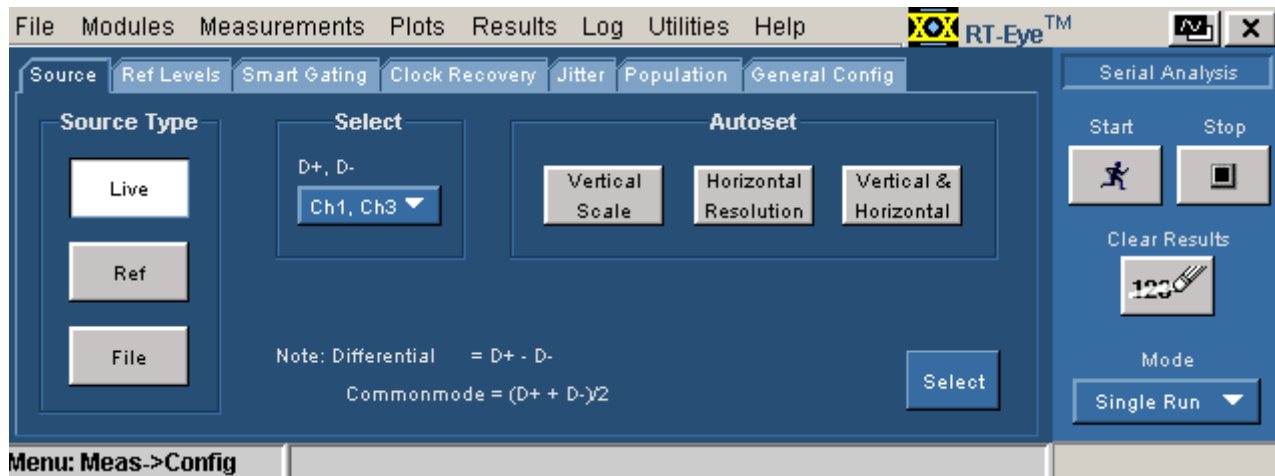 File Modules Measurements Plots Results Log Utilities Help RT-Eye™
Source Ref Levels Smart Gating Clock Recovery Jitter Population General Config
Serial Analysis
Source Type
Live
Ref
File
Select
D+, D-
Ch1, Ch3
Autoset
Vertical
Scale
Horizontal
Resolution
Vertical &
Horizontal
Note: Differential = D+ - D-
Commonmode = (D+ + D-)/2
Select
Start Stop
Clear Results
123
Mode
Single Run
Menu: Meas->Config